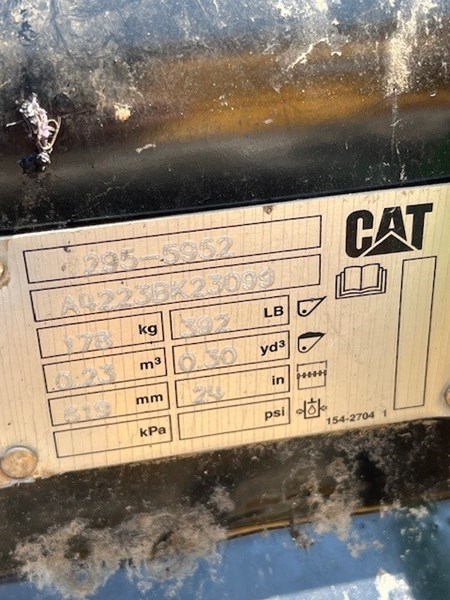 CAT
295-5952
A4223BK23099
178 kg 392 LB
0.23 m³ 0.30 yd³
619 mm 24 in
kPa psi
154-2704 1